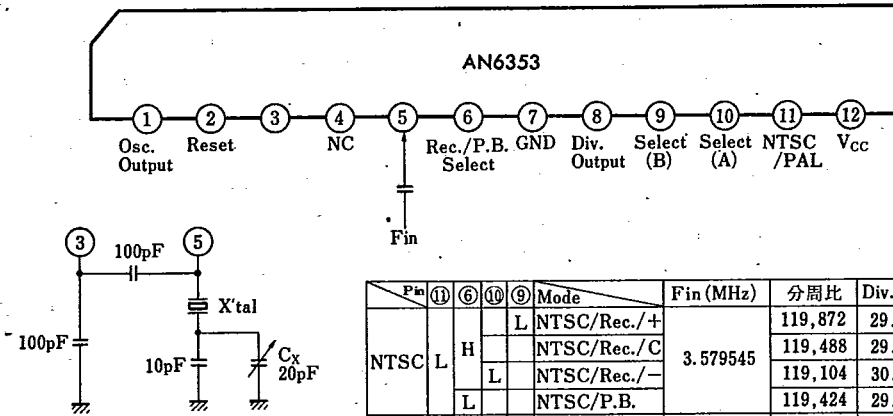 AN6353
① ② ③ ④ ⑤ ⑥ ⑦ ⑧ ⑨ ⑩ ⑪ ⑫
Osc. Output
Reset
NC
Rec./P.B. Select
GND
Div. Output
Select (B)
Select (A)
NTSC /PAL
VCC
Fin
③ ⑤
100pF
X'tal
100pF
10pF
CX
20pF
Pin ⑪ ⑥ ⑩ ⑨ Mode Fin (MHz) 分周比 Div.
L NTSC/Rec./+ 119,872 29.
NTSC L H NTSC/Rec./C 3.579545 119,488 29.
L NTSC/Rec./− 119,104 30.
L NTSC/P.B. 119,424 29.